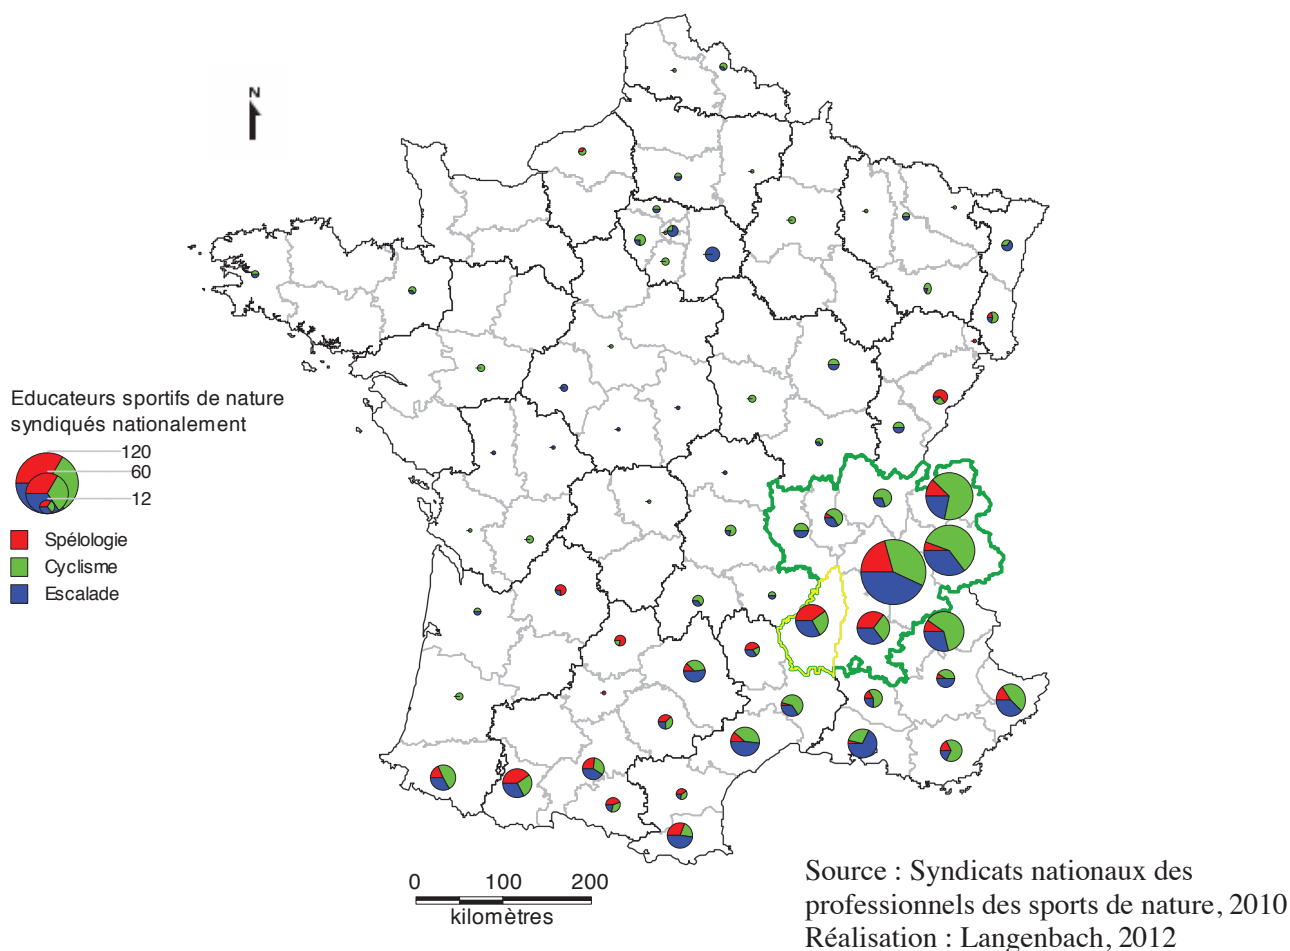 N
Educateurs sportifs de nature
syndiqués nationalement
120
60
12
Spélologie
Cyclisme
Escalade
0 100 200
kilomètres
Source : Syndicats nationaux des
professionnels des sports de nature, 2010
Réalisation : Langenbach, 2012